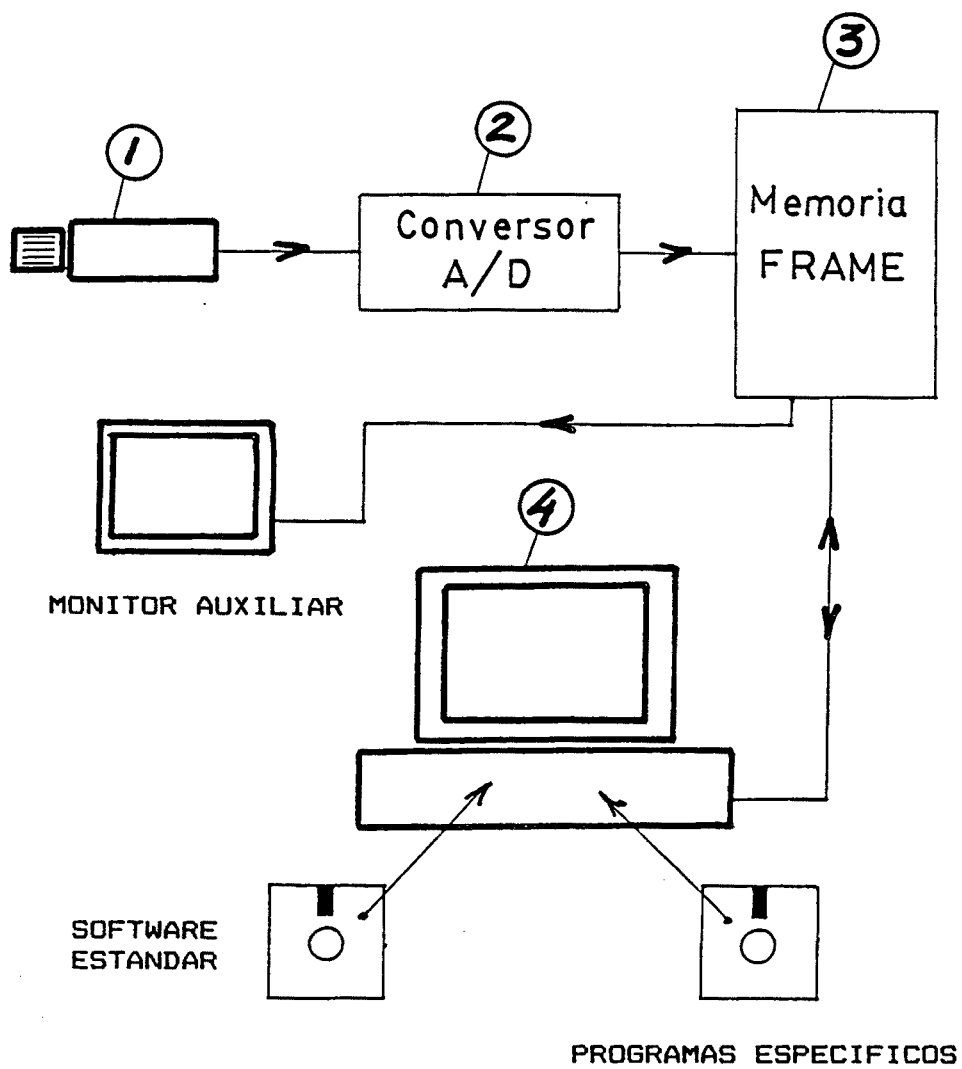 3
2
1
Conversor
A/D
Memoria
FRAME
4
MONITOR AUXILIAR
SOFTWARE
ESTANDAR
PROGRAMAS ESPECIFICOS